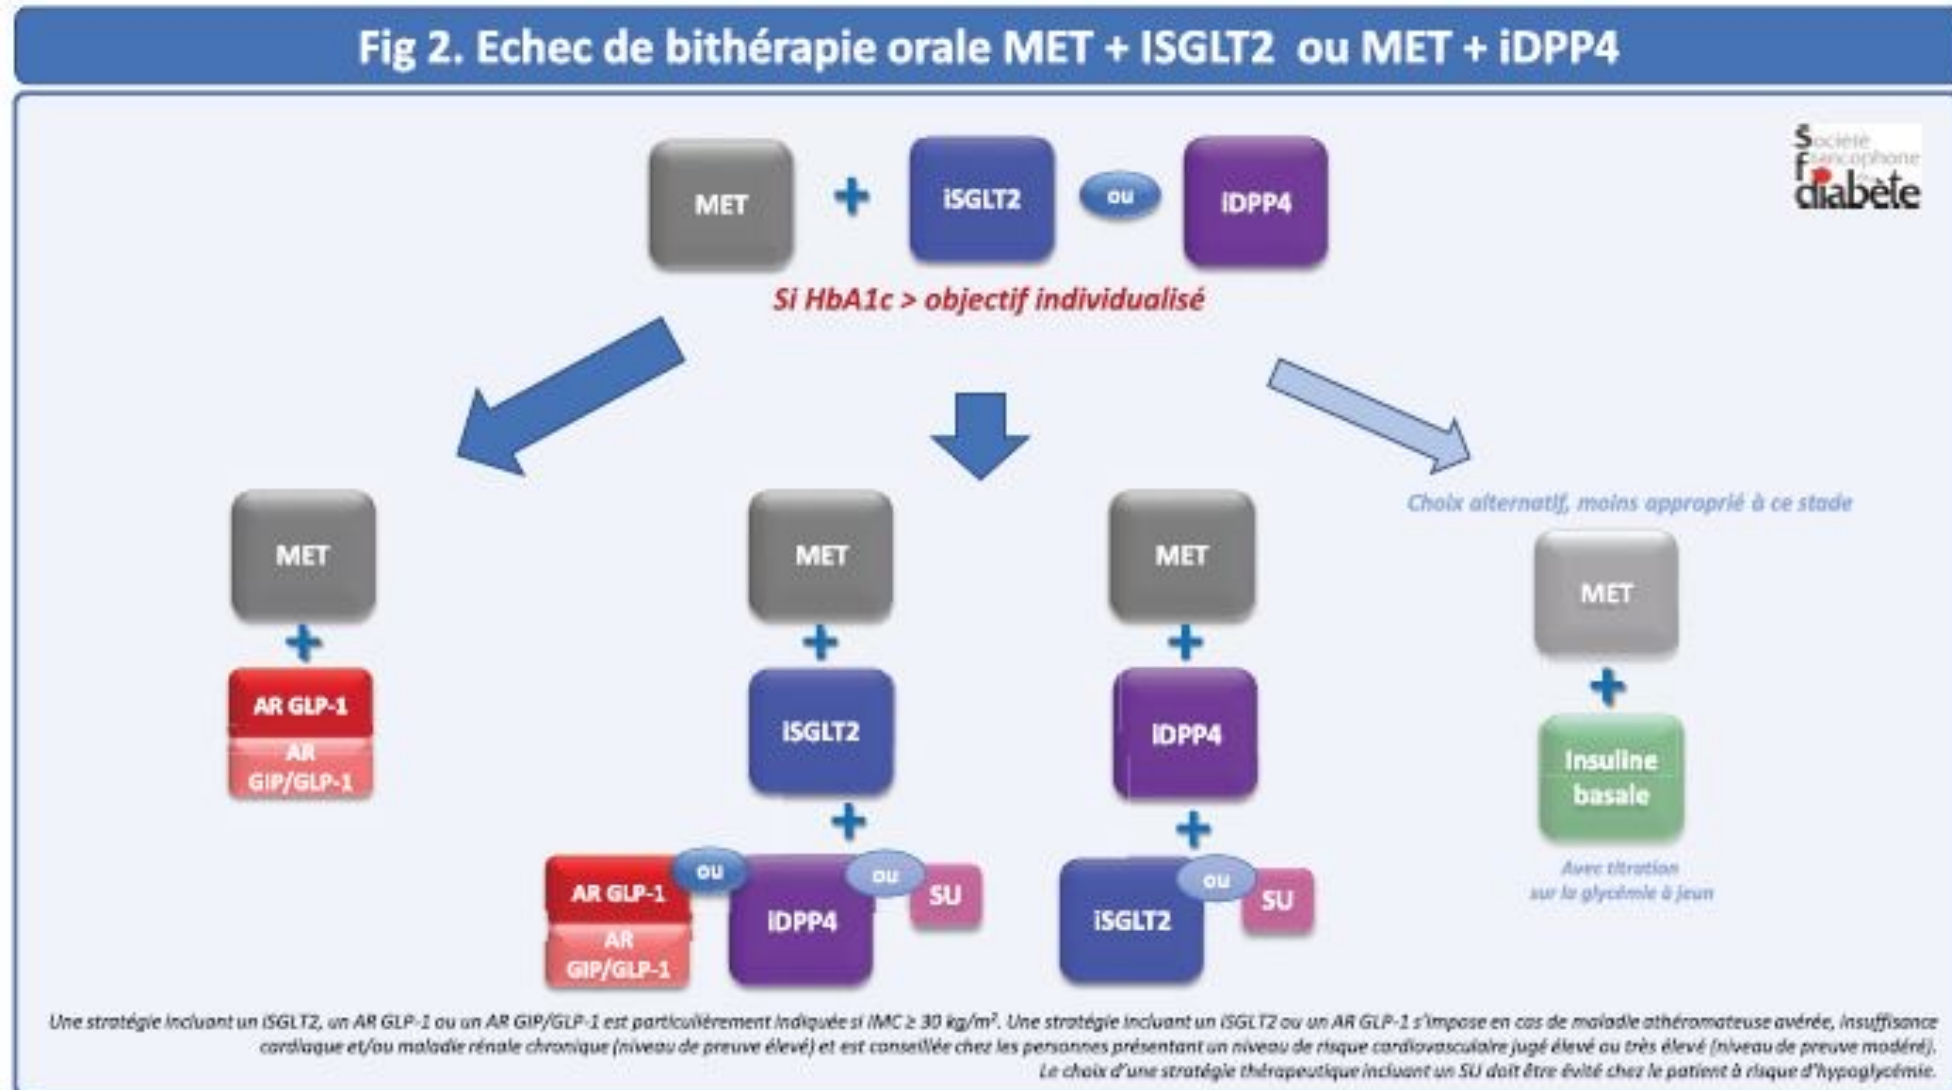 Fig 2. Echec de bithérapie orale MET + ISGLT2 ou MET + iDPP4
Société
francophone
du
diabète
MET + iSGLT2 ou iDPP4
Si HbA1c > objectif individualisé
Choix alternatif, moins approprié à ce stade
MET
+
AR GLP-1
AR
GIP/GLP-1
MET
+
iSGLT2
+
AR GLP-1
AR
GIP/GLP-1
ou
iDPP4
ou
SU
MET
+
iDPP4
+
iSGLT2
ou
SU
MET
+
Insuline
basale
Avec titration
sur la glycémie à jeun
Une stratégie incluant un iSGLT2, un AR GLP-1 ou un AR GIP/GLP-1 est particulièrement indiquée si IMC ≥ 30 kg/m². Une stratégie incluant un iSGLT2 ou un AR GLP-1 s'impose en cas de maladie athéromateuse avérée, insuffisance
cardiaque et/ou maladie rénale chronique (niveau de preuve élevé) et est conseillée chez les personnes présentant un niveau de risque cardiovasculaire jugé élevé ou très élevé (niveau de preuve modéré).
Le choix d'une stratégie thérapeutique incluant un SU doit être évité chez le patient à risque d'hypoglycémie.